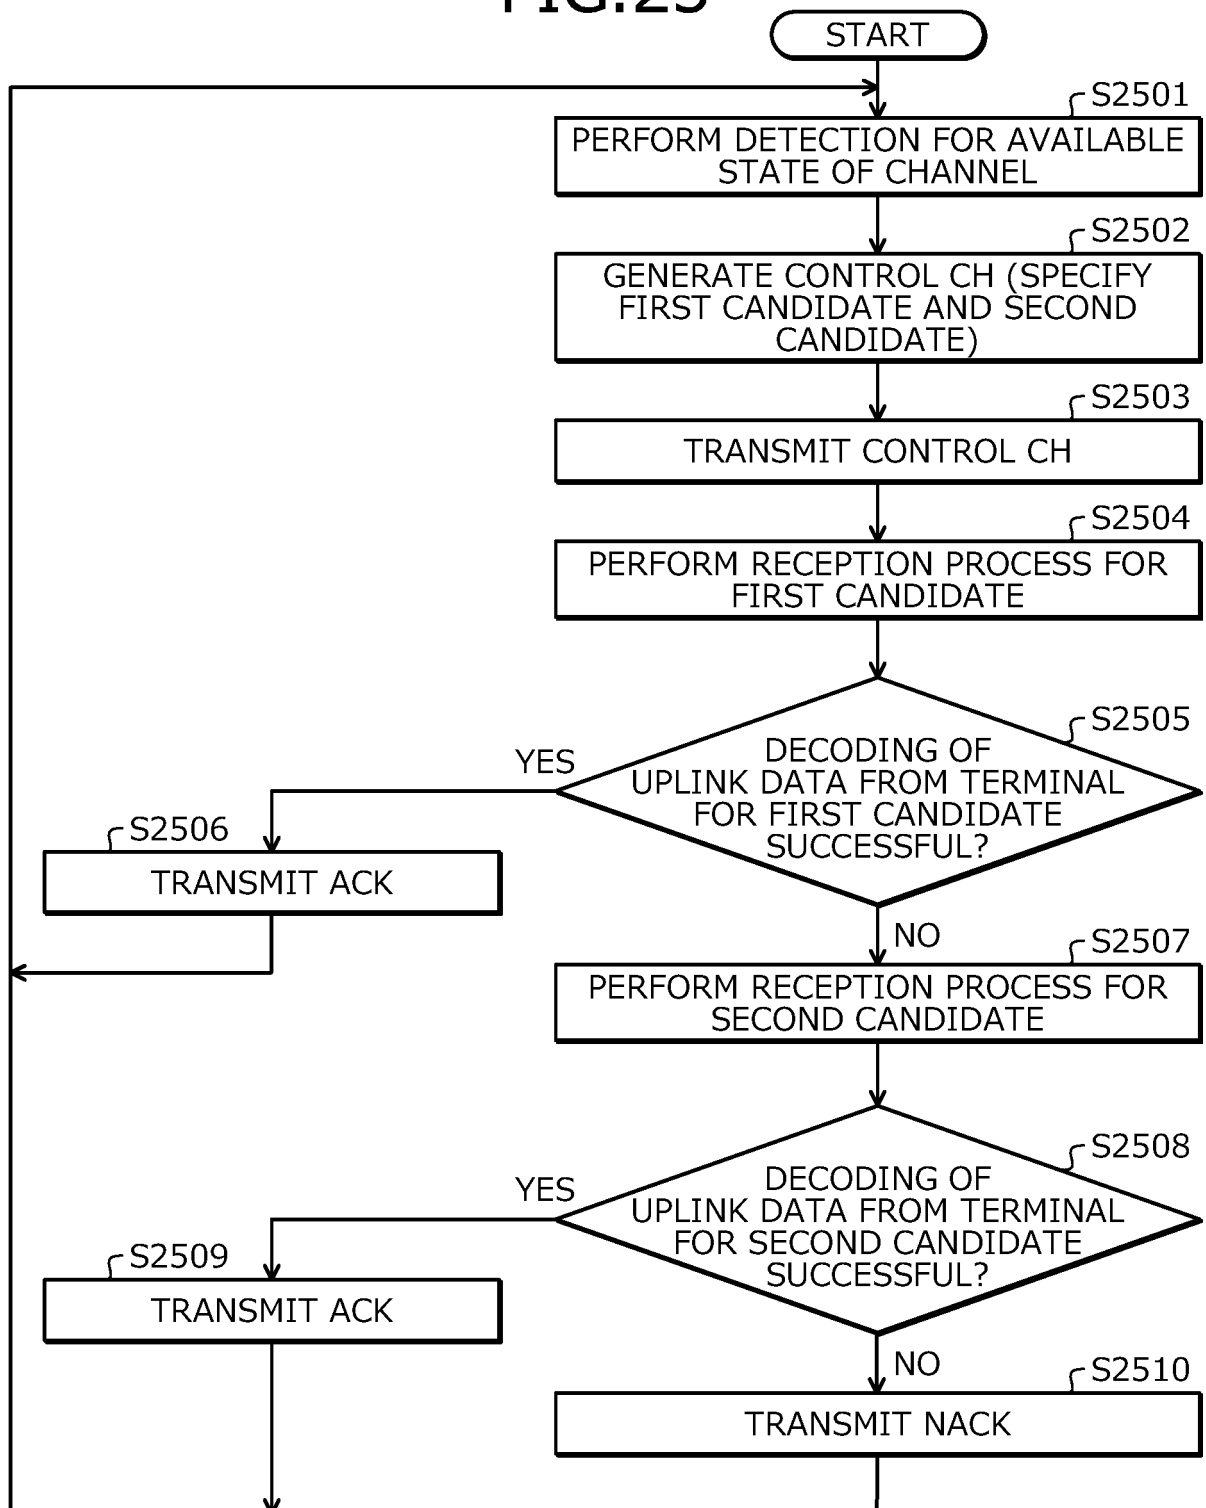 FIG.25
START
S2501
PERFORM DETECTION FOR AVAILABLE
STATE OF CHANNEL
S2502
GENERATE CONTROL CH (SPECIFY
FIRST CANDIDATE AND SECOND
CANDIDATE)
S2503
TRANSMIT CONTROL CH
S2504
PERFORM RECEPTION PROCESS FOR
FIRST CANDIDATE
S2505
DECODING OF
UPLINK DATA FROM TERMINAL
FOR FIRST CANDIDATE
SUCCESSFUL?
YES
S2506
TRANSMIT ACK
NO
S2507
PERFORM RECEPTION PROCESS FOR
SECOND CANDIDATE
S2508
DECODING OF
UPLINK DATA FROM TERMINAL
FOR SECOND CANDIDATE
SUCCESSFUL?
YES
S2509
TRANSMIT ACK
NO
S2510
TRANSMIT NACK